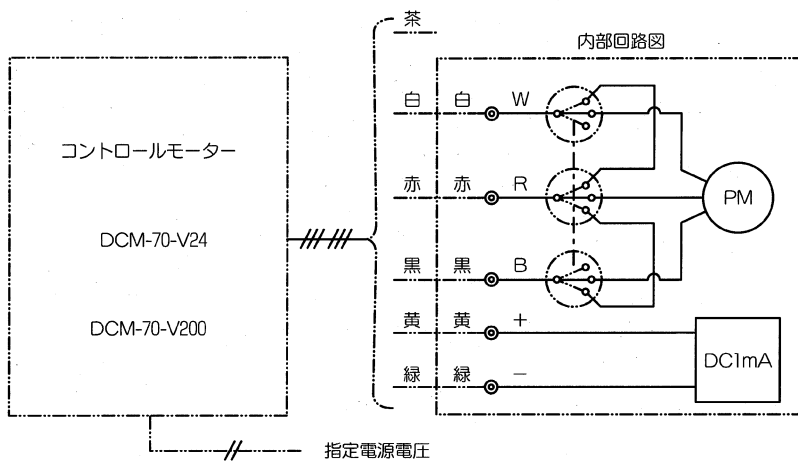 茶
内部回路図
白 白 W
コントロールモーター
赤 赤 R
PM
DCM-70-V24
黒 黒 B
黄 黄 +
DCM-70-V200
DC1mA
緑 緑 −
指定電源電圧